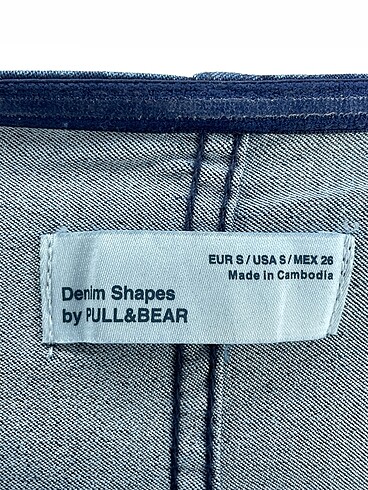 EUR S / USA S / MEX 26
Made in Cambodia
Denim Shapes
by PULL&BEAR